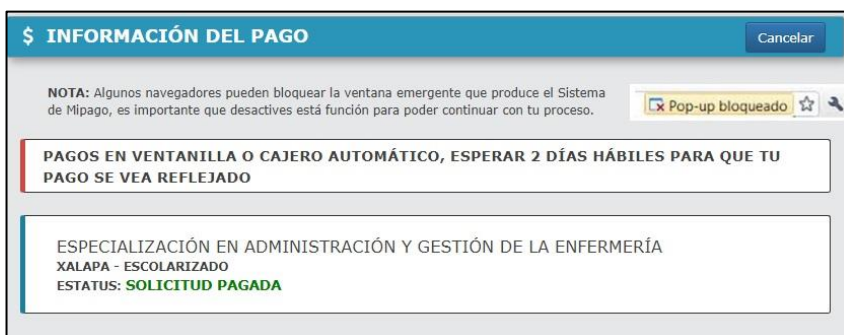 $ INFORMACIÓN DEL PAGO
Cancelar
NOTA: Algunos navegadores pueden bloquear la ventana emergente que produce el Sistema
de Mipago, es importante que desactives está función para poder continuar con tu proceso.
Pop-up bloqueado
PAGOS EN VENTANILLA O CAJERO AUTOMÁTICO, ESPERAR 2 DÍAS HÁBILES PARA QUE TU
PAGO SE VEA REFLEJADO
ESPECIALIZACIÓN EN ADMINISTRACIÓN Y GESTIÓN DE LA ENFERMERÍA
XALAPA - ESCOLARIZADO
ESTATUS: SOLICITUD PAGADA